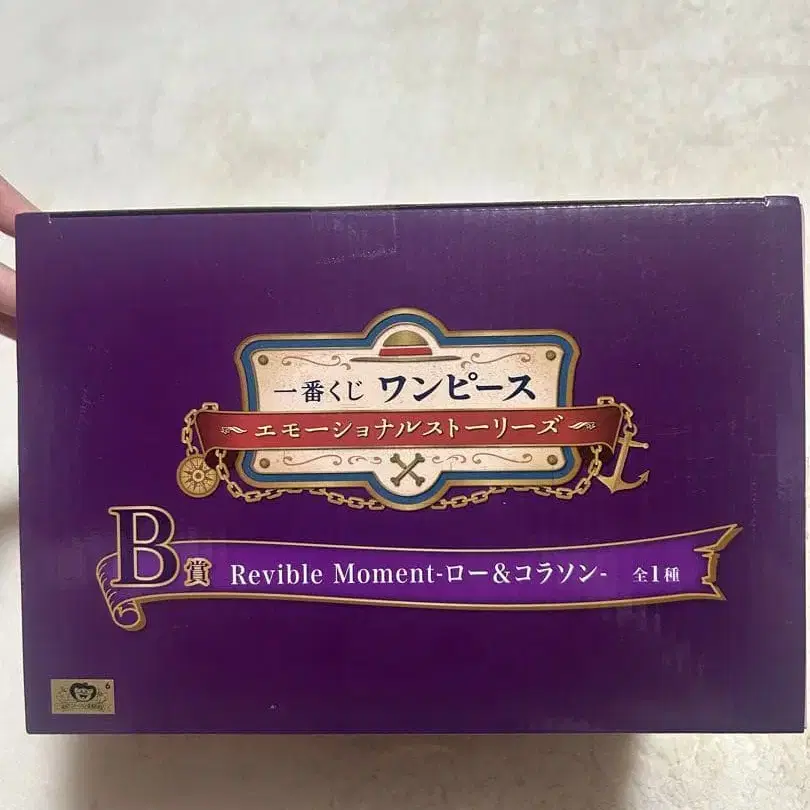 一番くじ ワンピース
エモーショナルストーリーズ
B賞 Revible Moment-ロー&コラソン- 全1種
6